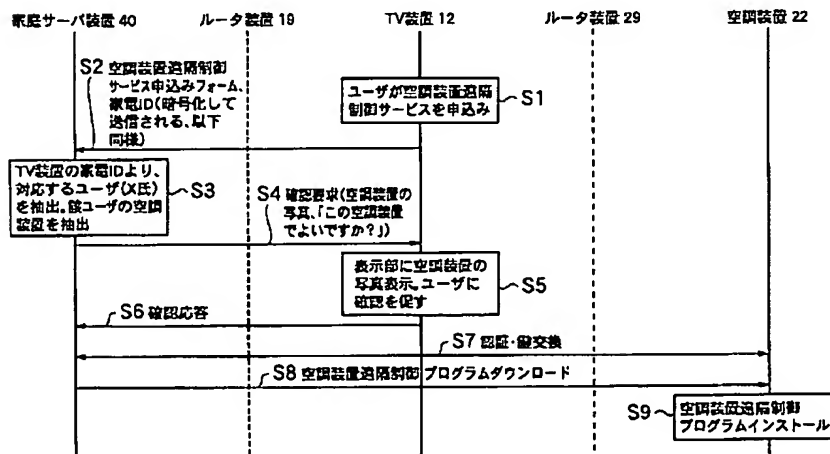 家庭サーバ装置 40
ルータ装置 19
TV装置 12
ルータ装置 29
空調装置 22
S2 空調装置遠隔制御
サービス申込みフォーム、
家電ID(暗号化して
送信される、以下
同様)
ユーザが空調装置遠隔
制御サービスを申込み
S1
TV装置の家電IDより、
対応するユーザ(X氏)
を抽出。該ユーザの空調
装置を抽出
S3
S4 確認要求(空調装置の
写真、「この空調装置
でよいですか?」)
表示部に空調装置の
写真表示。ユーザに
確認を促す
S5
S6 確認応答
S7 認証・鍵交換
S8 空調装置遠隔制御 プログラムダウンロード
S9
空調装置遠隔制御
プログラムインストール